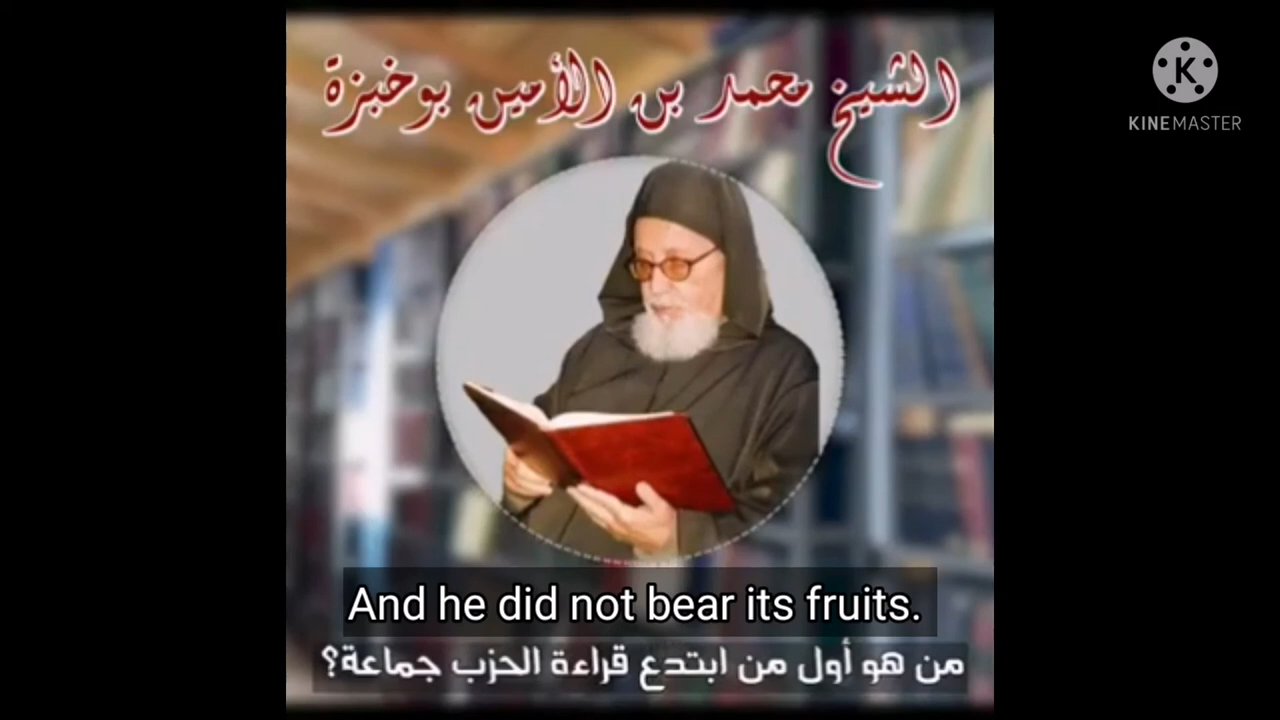 الشيخ محمد بن الأمين بوخبزة
KINEMASTER
And he did not bear its fruits.
من هو أول من ابتدع قراءة الحزب جماعة؟